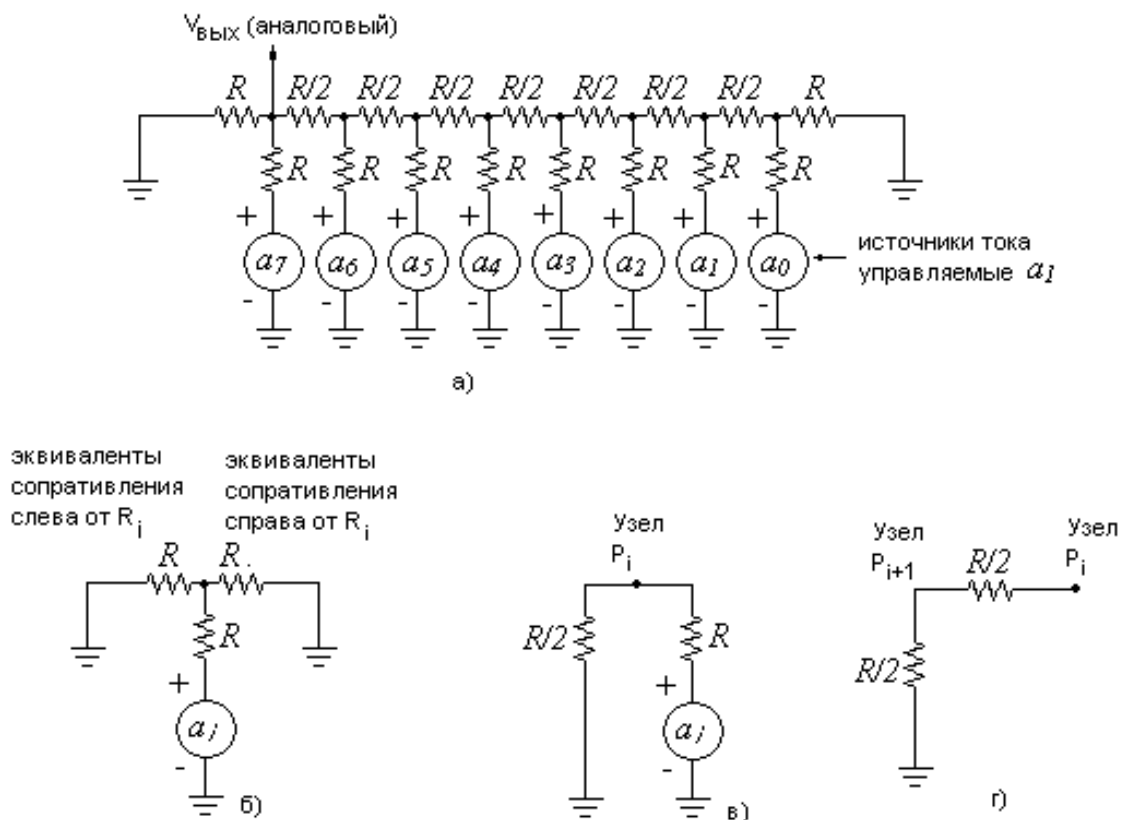 Vвых (аналоговый)
R R/2 R/2 R/2 R/2 R/2 R/2 R/2 R
R R R R R R R R
+ + + + + + + +
a7 a6 a5 a4 a3 a2 a1 a0
- - - - - - - -
источники тока
управляемые a1
а)
эквиваленты
сопративления
слева от Ri
эквиваленты
сопративления
справа от Ri
R R .
R
+
ai
-
б)
Узел
Pi
R/2 R
+
ai
-
в)
Узел
Pi+1
Узел
Pi
R/2
R/2
г)